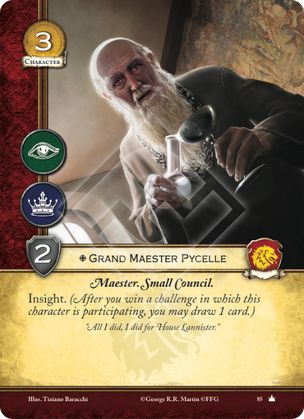 3
CHARACTER
2
GRAND MAESTER PYCELLE
Maester. Small Council.
Insight. (After you win a challenge in which this
character is participating, you may draw 1 card.)
"All I did, I did for House Lannister."
Illus. Tiziano Baracchi
©George R.R. Martin ©FFG
85